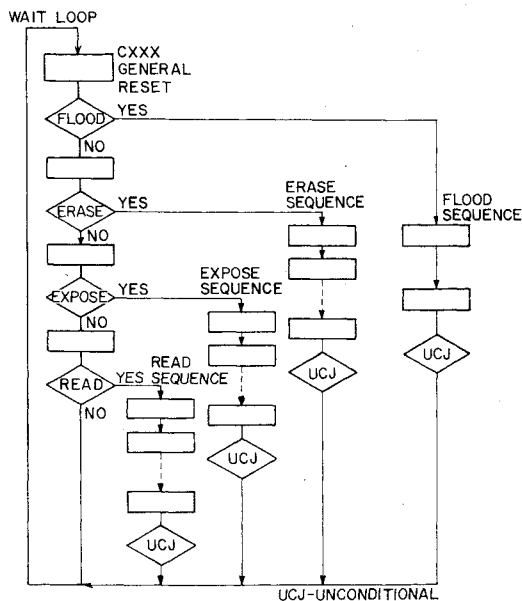 WAIT LOOP
CXXX
GENERAL
RESET
FLOOD
YES
NO
ERASE
YES
NO
ERASE
SEQUENCE
FLOOD
SEQUENCE
UCJ
UCJ
EXPOSE
YES
NO
EXPOSE
SEQUENCE
UCJ
READ
YES
NO
READ
SEQUENCE
UCJ
UCJ-UNCONDITIONAL